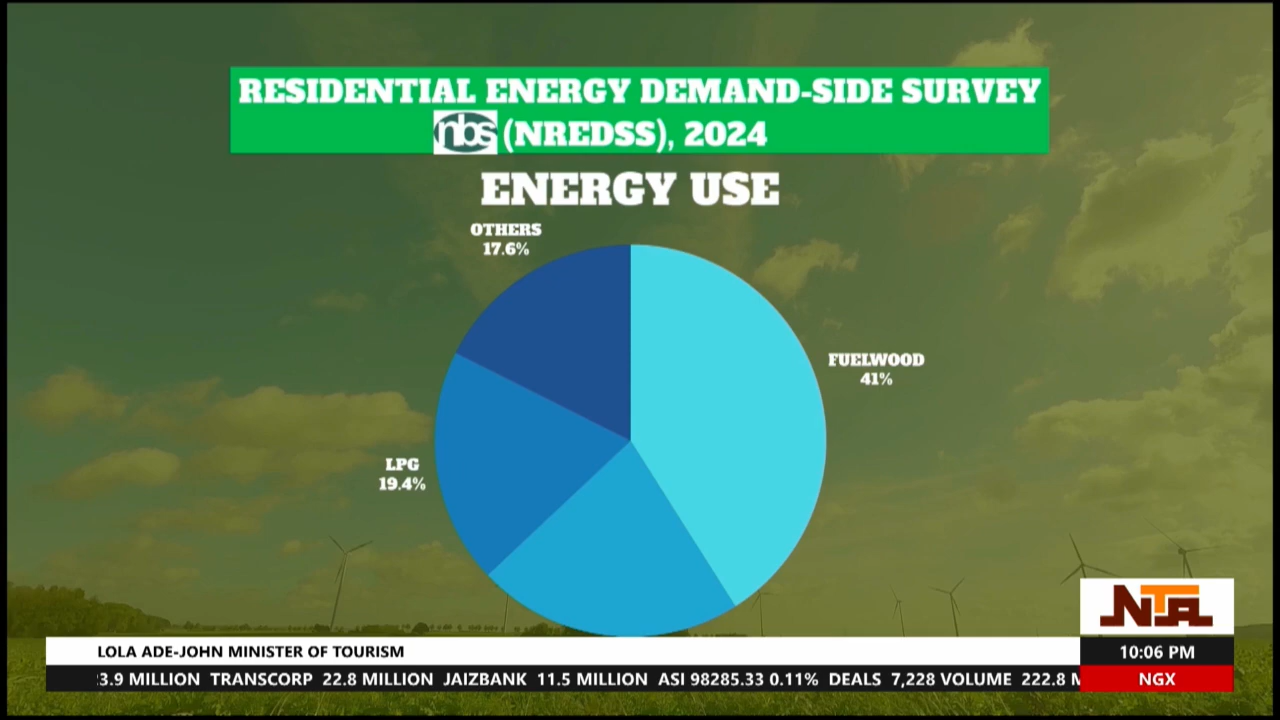 RESIDENTIAL ENERGY DEMAND-SIDE SURVEY
nbs (NREDSS), 2024
ENERGY USE
OTHERS
17.6%
FUELWOOD
41%
LPG
19.4%
NTA
LOLA ADE-JOHN MINISTER OF TOURISM
10:06 PM
3.9 MILLION TRANSCORP 22.8 MILLION JAIZBANK 11.5 MILLION ASI 98285.33 0.11% DEALS 7,228 VOLUME 222.8 M
NGX